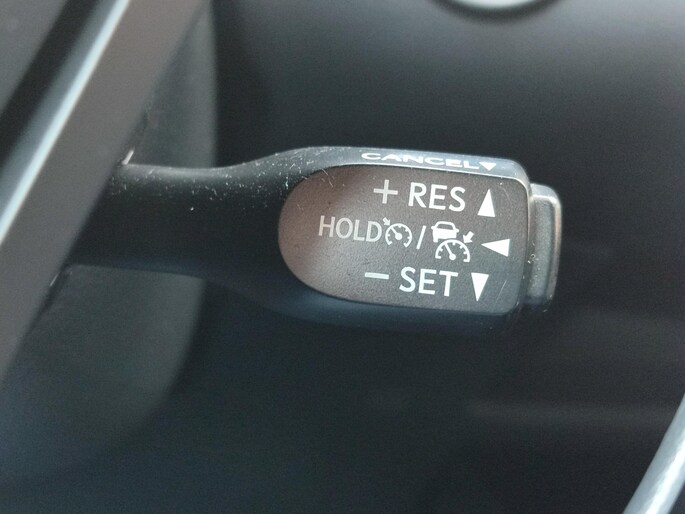 CANCEL▼
+ RES ▲
HOLD / ◀
− SET ▼